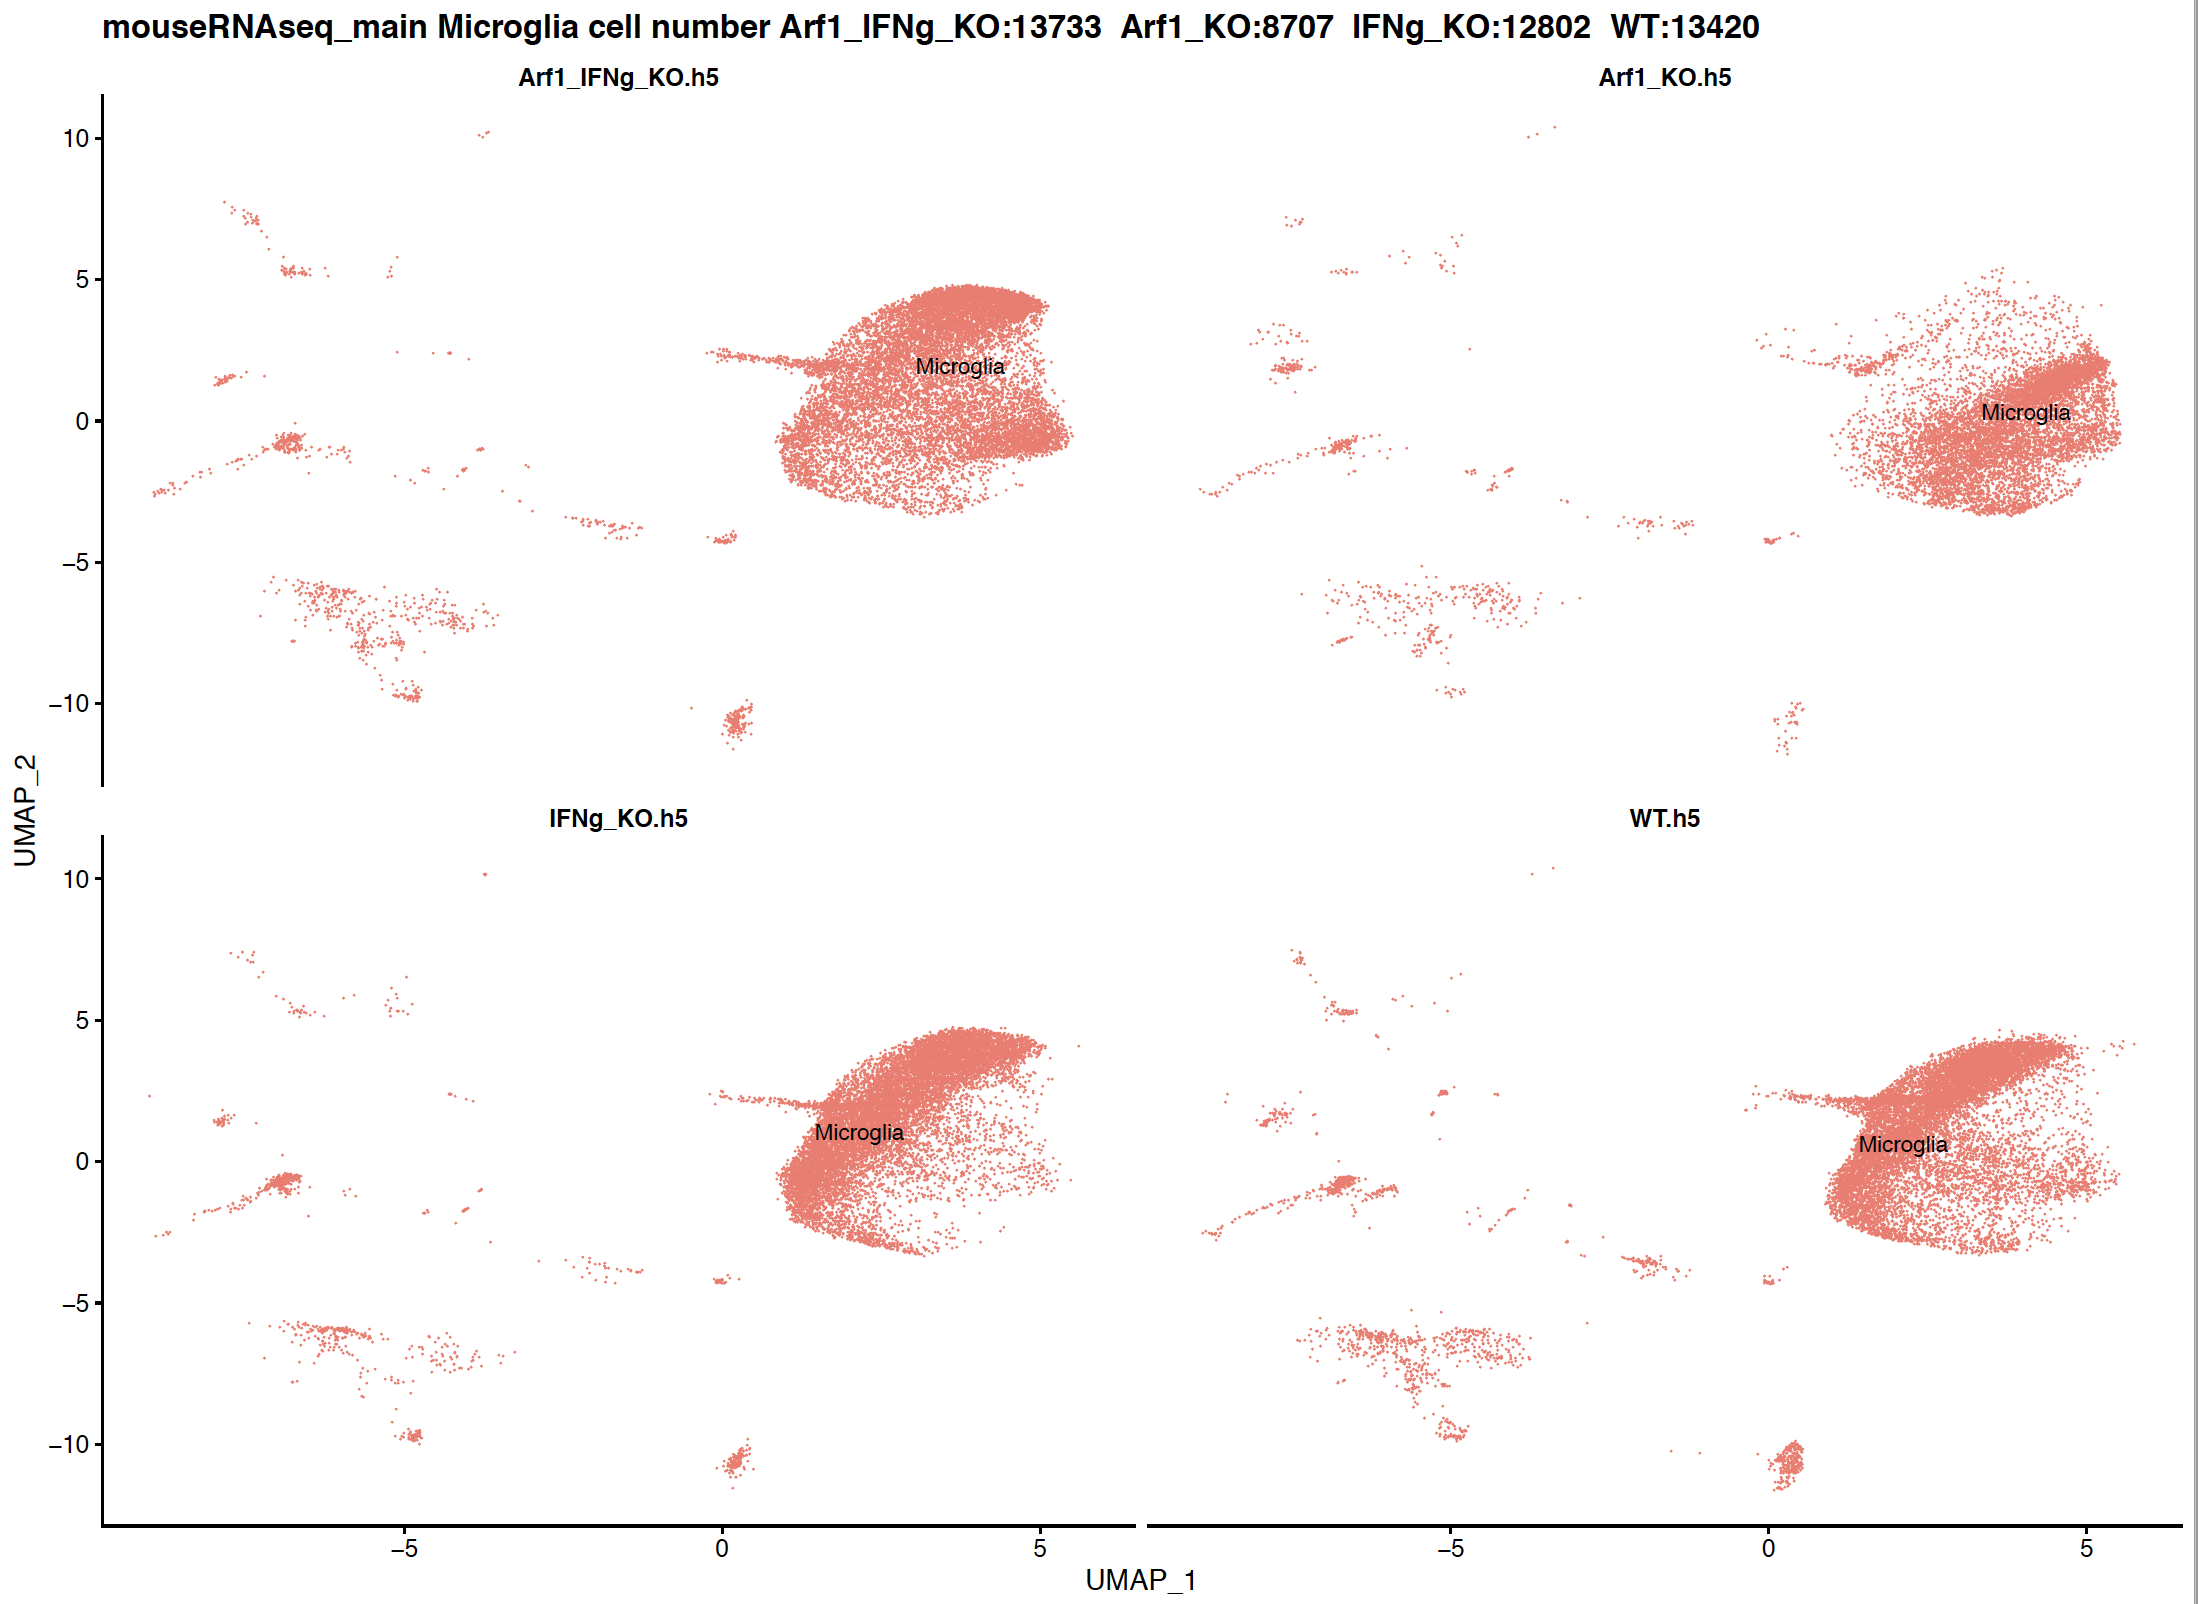 mouseRNAseq_main Microglia cell number Arf1_IFNg_KO:13733  Arf1_KO:8707  IFNg_KO:12802  WT:13420
Arf1_IFNg_KO.h5
Arf1_KO.h5
10
5
0
−5
−10
Microglia
Microglia
UMAP_2
IFNg_KO.h5
WT.h5
10
5
0
−5
−10
Microglia
Microglia
−5
0
5
−5
0
5
UMAP_1